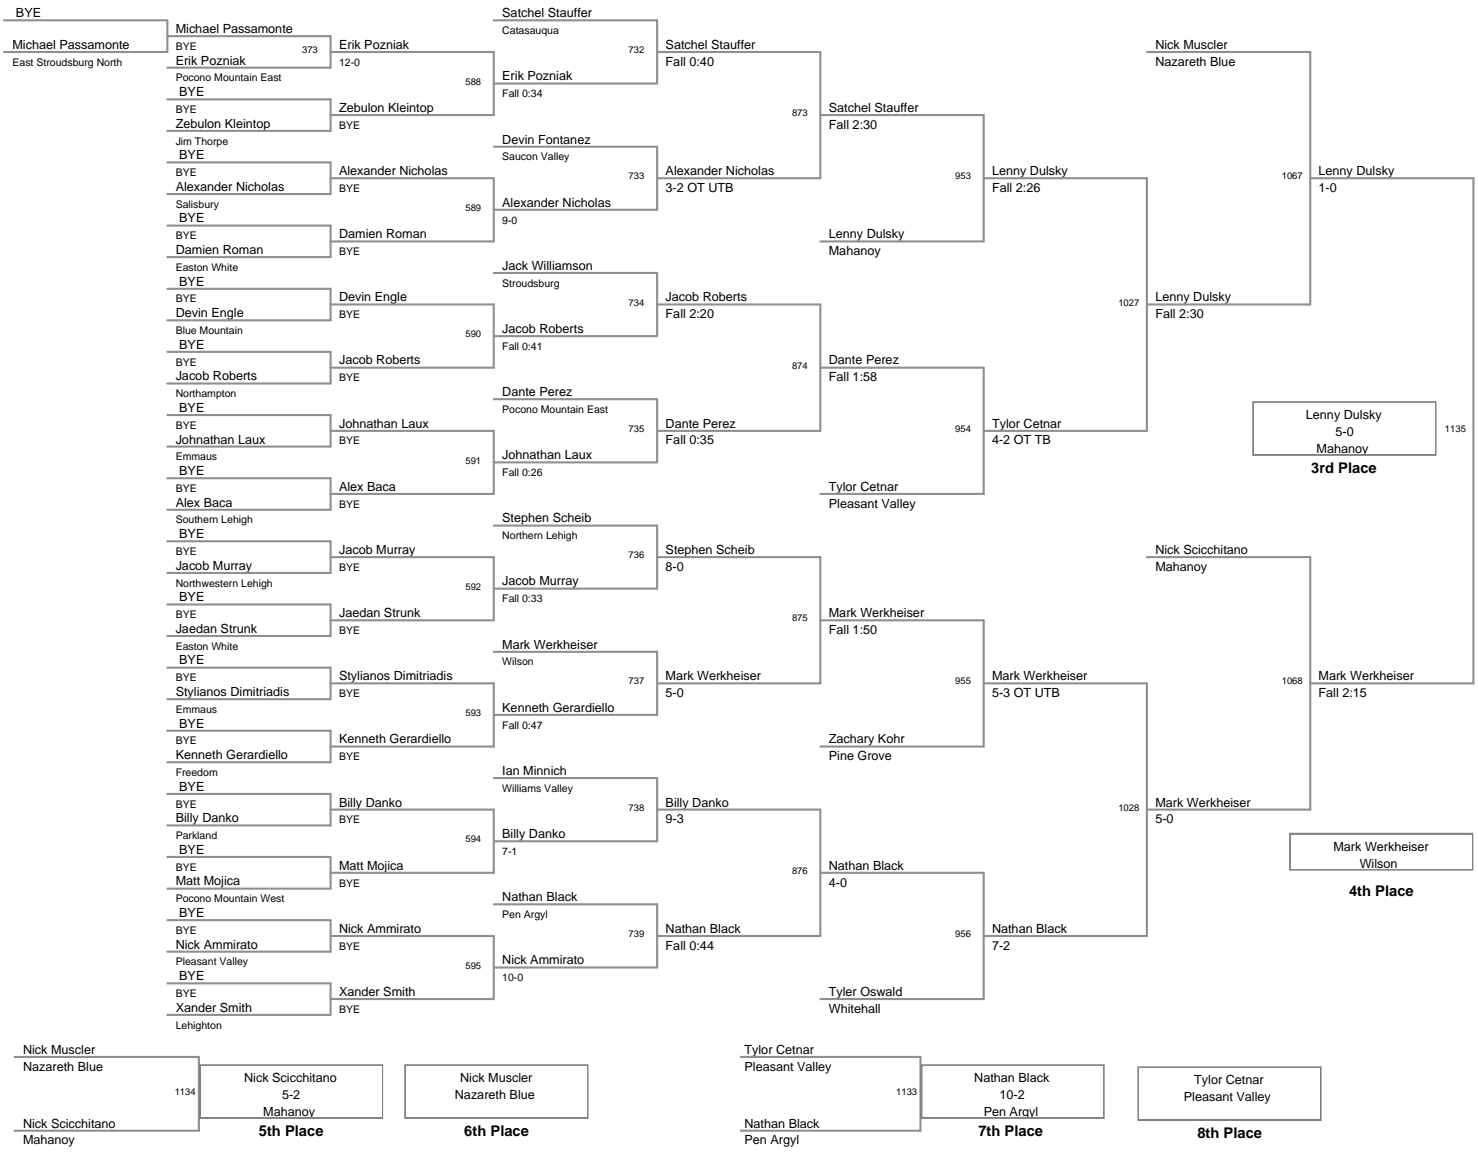 BYE
Michael Passamonte
East Stroudsburg North
Michael Passamonte
BYE
373
Erik Pozniak
Pocono Mountain East
BYE
BYE
Zebulon Kleintop
Jim Thorpe
BYE
BYE
Alexander Nicholas
Salisbury
BYE
BYE
Damien Roman
Easton White
BYE
BYE
Devin Engle
Blue Mountain
BYE
BYE
Jacob Roberts
Northampton
BYE
BYE
Johnathan Laux
Emmaus
BYE
BYE
Alex Baca
Southern Lehigh
BYE
BYE
Jacob Murray
Northwestern Lehigh
BYE
BYE
Jaedan Strunk
Easton White
BYE
BYE
Stylianos Dimitriadis
Emmaus
BYE
BYE
Kenneth Gerardiello
Freedom
BYE
BYE
Billy Danko
Parkland
BYE
BYE
Matt Mojica
Pocono Mountain West
BYE
BYE
Nick Ammirato
Pleasant Valley
BYE
BYE
Xander Smith
Lehighton
Erik Pozniak
12-0
588
Zebulon Kleintop
BYE
Alexander Nicholas
BYE
589
Damien Roman
BYE
Devin Engle
BYE
590
Jacob Roberts
BYE
Johnathan Laux
BYE
591
Alex Baca
BYE
Jacob Murray
BYE
592
Jaedan Strunk
BYE
Stylianos Dimitriadis
BYE
593
Kenneth Gerardiello
BYE
Billy Danko
BYE
594
Matt Mojica
BYE
Nick Ammirato
BYE
595
Xander Smith
BYE
Satchel Stauffer
Catasauqua
732
Erik Pozniak
Fall 0:34
Devin Fontanez
Saucon Valley
733
Alexander Nicholas
9-0
Jack Williamson
Stroudsburg
734
Jacob Roberts
Fall 0:41
Dante Perez
Pocono Mountain East
735
Johnathan Laux
Fall 0:26
Stephen Scheib
Northern Lehigh
736
Jacob Murray
Fall 0:33
Mark Werkheiser
Wilson
737
Kenneth Gerardiello
Fall 0:47
Ian Minnich
Williams Valley
738
Billy Danko
7-1
Nathan Black
Pen Argyl
739
Nick Ammirato
10-0
Satchel Stauffer
Fall 0:40
873
Alexander Nicholas
3-2 OT UTB
Jacob Roberts
Fall 2:20
874
Dante Perez
Fall 0:35
Stephen Scheib
8-0
875
Mark Werkheiser
5-0
Billy Danko
9-3
876
Nathan Black
Fall 0:44
Satchel Stauffer
Fall 2:30
953
Lenny Dulsky
Mahanoy
Dante Perez
Fall 1:58
954
Tylor Cetnar
Pleasant Valley
Mark Werkheiser
Fall 1:50
955
Zachary Kohr
Pine Grove
Nathan Black
4-0
956
Tyler Oswald
Whitehall
Lenny Dulsky
Fall 2:26
1027
Tylor Cetnar
4-2 OT TB
Mark Werkheiser
5-3 OT UTB
1028
Nathan Black
7-2
Nick Muscler
Nazareth Blue
1067
Lenny Dulsky
Fall 2:30
Nick Scicchitano
Mahanoy
1068
Mark Werkheiser
5-0
Lenny Dulsky
1-0
1135
Mark Werkheiser
Fall 2:15
Lenny Dulsky
5-0
Mahanoy
3rd Place
Mark Werkheiser
Wilson
4th Place
Nick Muscler
Nazareth Blue
1134
Nick Scicchitano
Mahanoy
Nick Scicchitano
5-2
Mahanoy
5th Place
Nick Muscler
Nazareth Blue
6th Place
Tylor Cetnar
Pleasant Valley
1133
Nathan Black
Pen Argyl
Nathan Black
10-2
Pen Argyl
7th Place
Tylor Cetnar
Pleasant Valley
8th Place